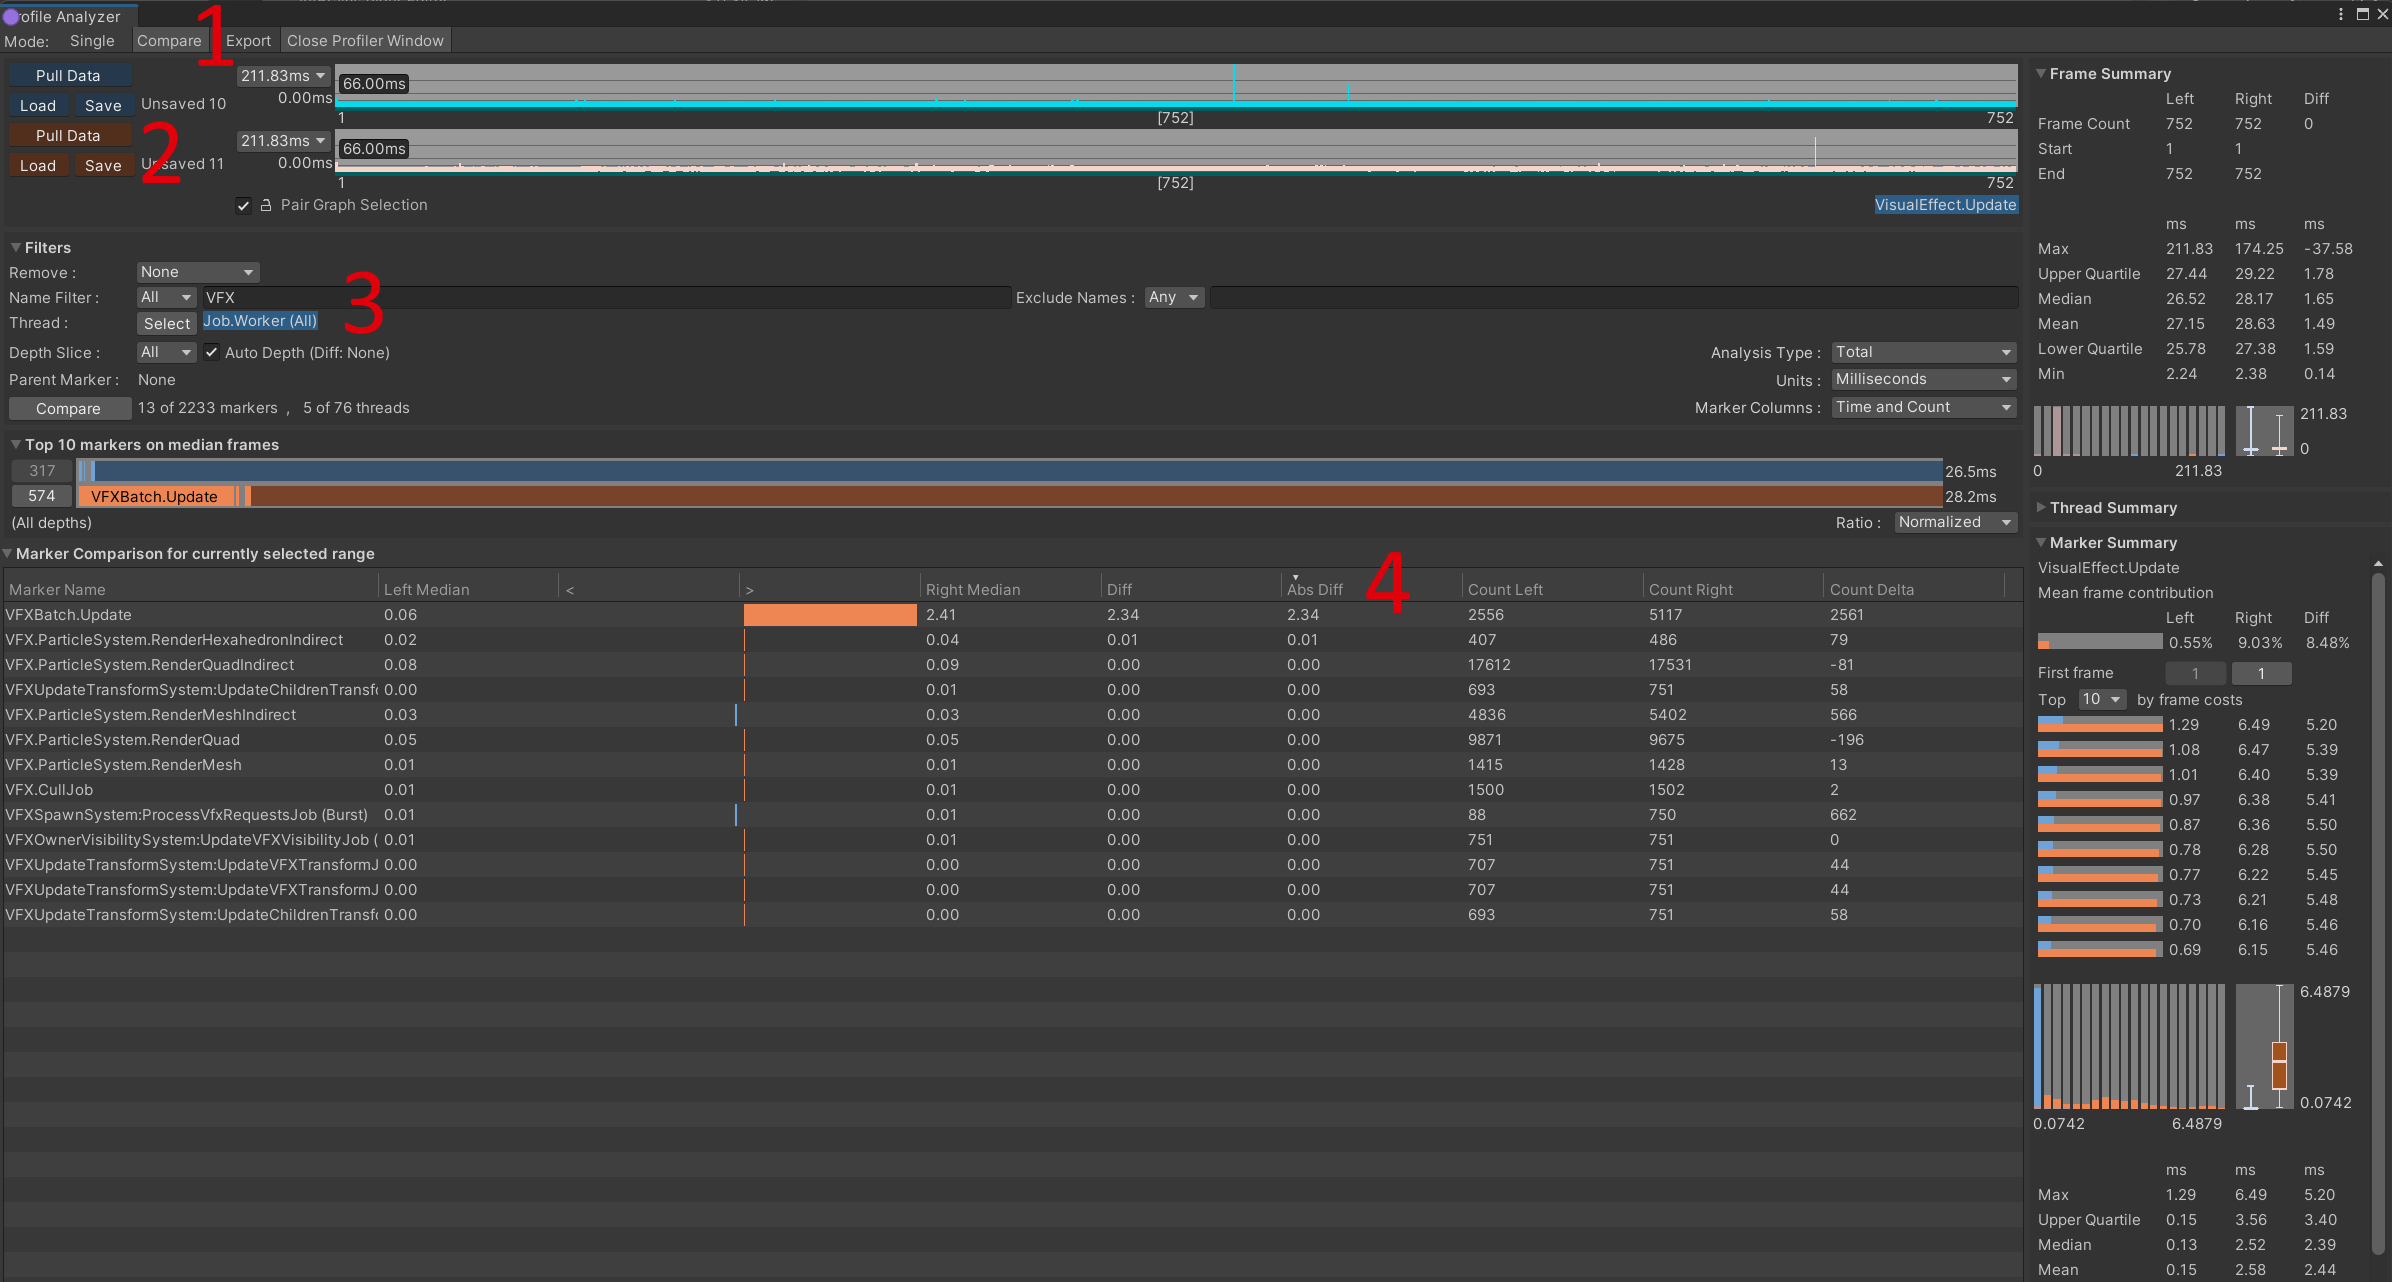 rofile Analyzer
Mode: Single Compare Export Close Profiler Window
1
Pull Data 211.83ms 66.00ms
Load Save Unsaved 10 0.00ms
1 [752] 752
Pull Data 211.83ms 66.00ms
2
Load Save Unsaved 11 0.00ms
1 [752] 752
Pair Graph Selection VisualEffect.Update
Filters
Remove : None
Name Filter : All VFX Exclude Names : Any
3
Thread : Select Job.Worker (All)
Depth Slice : All Auto Depth (Diff: None) Analysis Type : Total
Parent Marker : None Units : Milliseconds
Compare 13 of 2233 markers , 5 of 76 threads Marker Columns : Time and Count
Top 10 markers on median frames
317 26.5ms
574 VFXBatch.Update 28.2ms
(All depths) Ratio : Normalized
Marker Comparison for currently selected range
4
Marker Name Left Median < > Right Median Diff Abs Diff Count Left Count Right Count Delta
VFXBatch.Update 0.06 2.41 2.34 2.34 2556 5117 2561
VFX.ParticleSystem.RenderHexahedronIndirect 0.02 0.04 0.01 0.01 407 486 79
VFX.ParticleSystem.RenderQuadIndirect 0.08 0.09 0.00 0.00 17612 17531 -81
VFXUpdateTransformSystem:UpdateChildrenTransf 0.00 0.01 0.00 0.00 693 751 58
VFX.ParticleSystem.RenderMeshIndirect 0.03 0.03 0.00 0.00 4836 5402 566
VFX.ParticleSystem.RenderQuad 0.05 0.05 0.00 0.00 9871 9675 -196
VFX.ParticleSystem.RenderMesh 0.01 0.01 0.00 0.00 1415 1428 13
VFX.CullJob 0.01 0.01 0.00 0.00 1500 1502 2
VFXSpawnSystem:ProcessVfxRequestsJob (Burst) 0.01 0.01 0.00 0.00 88 750 662
VFXOwnerVisibilitySystem:UpdateVFXVisibilityJob ( 0.01 0.01 0.00 0.00 751 751 0
VFXUpdateTransformSystem:UpdateVFXTransformJ 0.00 0.00 0.00 0.00 707 751 44
VFXUpdateTransformSystem:UpdateVFXTransformJ 0.00 0.00 0.00 0.00 707 751 44
VFXUpdateTransformSystem:UpdateChildrenTransf 0.00 0.00 0.00 0.00 693 751 58
Frame Summary
Left Right Diff
Frame Count 752 752 0
Start 1 1
End 752 752
ms ms ms
Max 211.83 174.25 -37.58
Upper Quartile 27.44 29.22 1.78
Median 26.52 28.17 1.65
Mean 27.15 28.63 1.49
Lower Quartile 25.78 27.38 1.59
Min 2.24 2.38 0.14
211.83
0
0 211.83
Thread Summary
Marker Summary
VisualEffect.Update
Mean frame contribution
Left Right Diff
0.55% 9.03% 8.48%
First frame 1 1
Top 10 by frame costs
1.29 6.49 5.20
1.08 6.47 5.39
1.01 6.40 5.39
0.97 6.38 5.41
0.87 6.36 5.50
0.78 6.28 5.50
0.77 6.22 5.45
0.73 6.21 5.48
0.70 6.16 5.46
0.69 6.15 5.46
6.4879
0.0742
0.0742 6.4879
ms ms ms
Max 1.29 6.49 5.20
Upper Quartile 0.15 3.56 3.40
Median 0.13 2.52 2.39
Mean 0.15 2.58 2.44